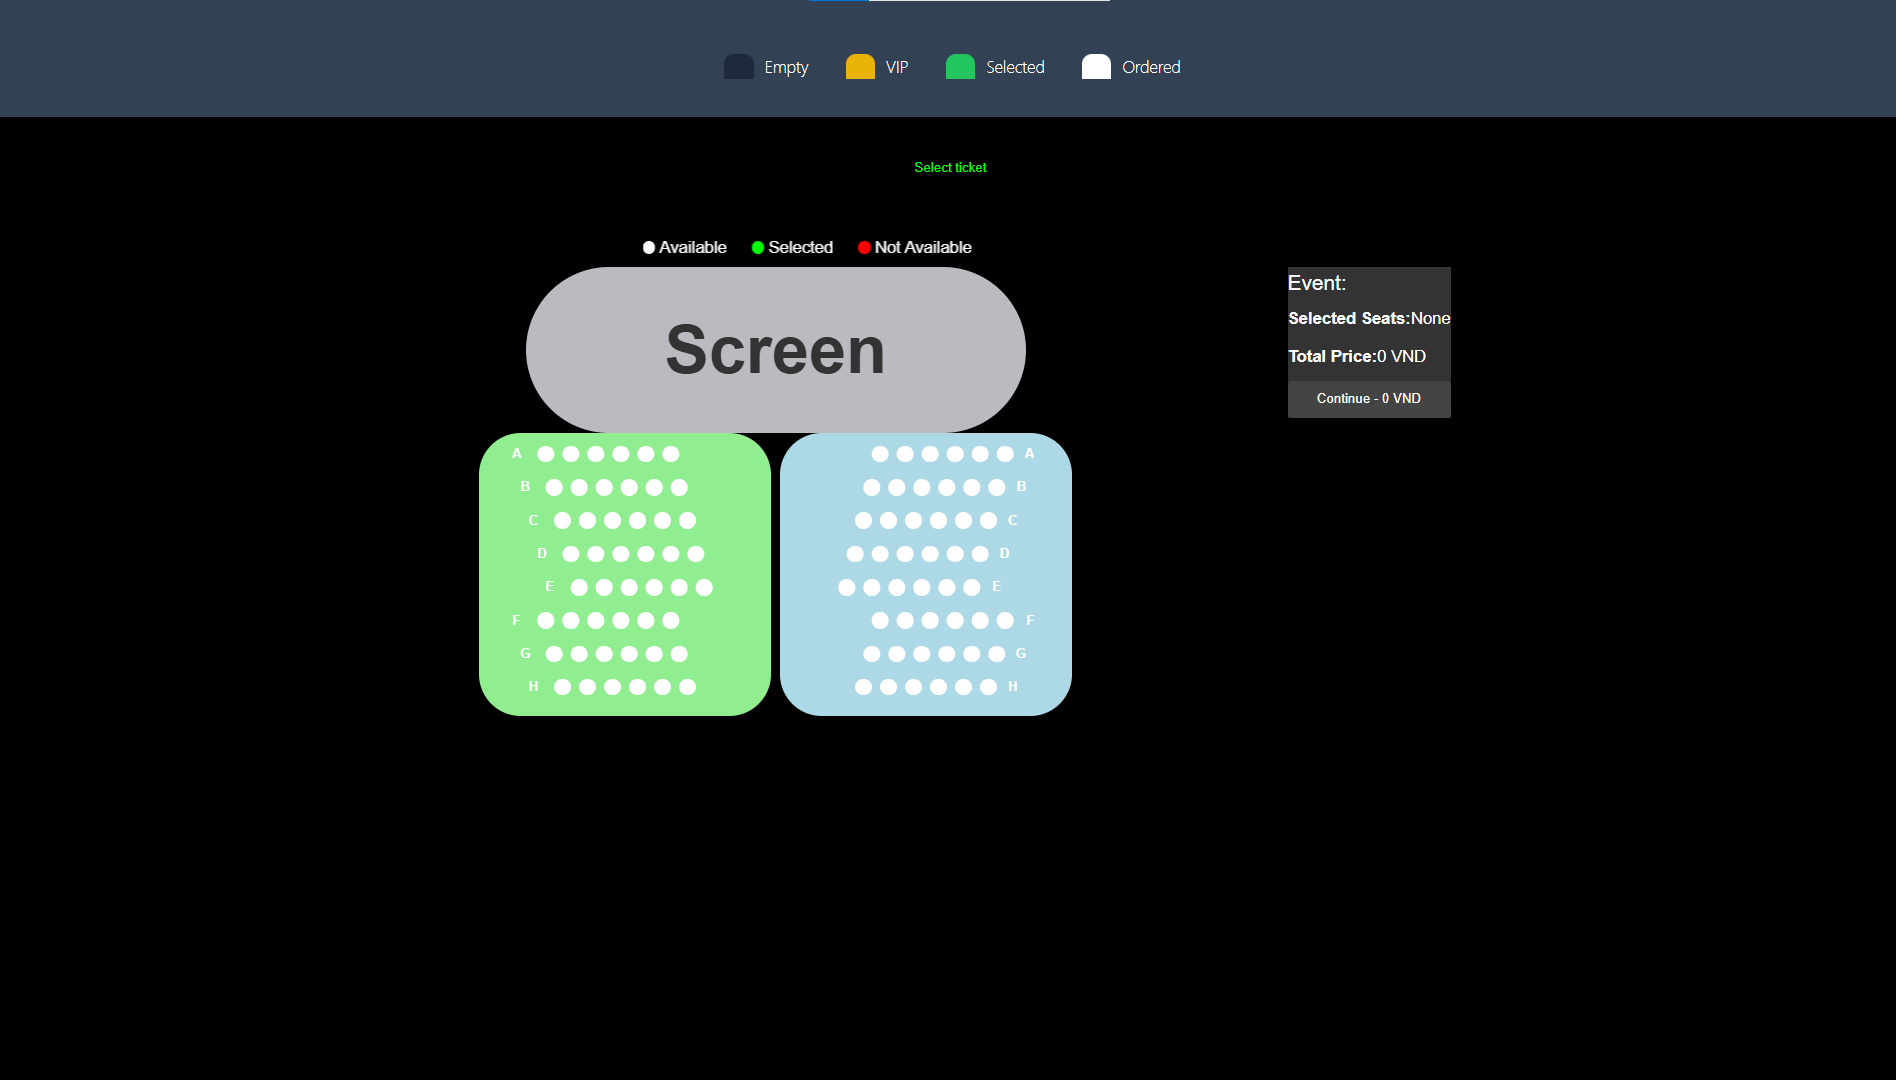 Empty VIP Selected Ordered
Select ticket
Available Selected Not Available
Screen
Event:
Selected Seats:None
Total Price:0 VND
Continue - 0 VND
A A
B B
C C
D D
E E
F F
G G
H H